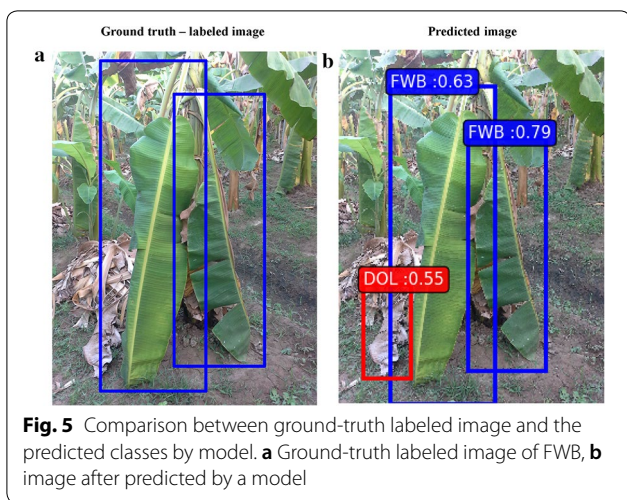 Ground truth – labeled image
Predicted image
a
b
FWB :0.63
FWB :0.79
DOL :0.55
Fig. 5 Comparison between ground-truth labeled image and the
predicted classes by model. a Ground-truth labeled image of FWB, b
image after predicted by a model